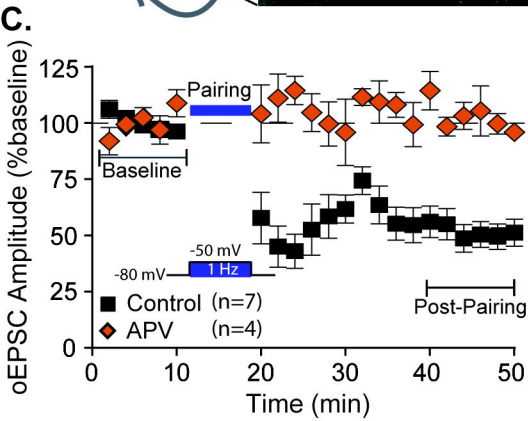 C.
oEPSC Amplitude (%baseline)
125
100
75
50
25
0
Pairing
Baseline
-50 mV
-80 mV
1 Hz
Control (n=7)
APV (n=4)
Post-Pairing
0 10 20 30 40 50
Time (min)